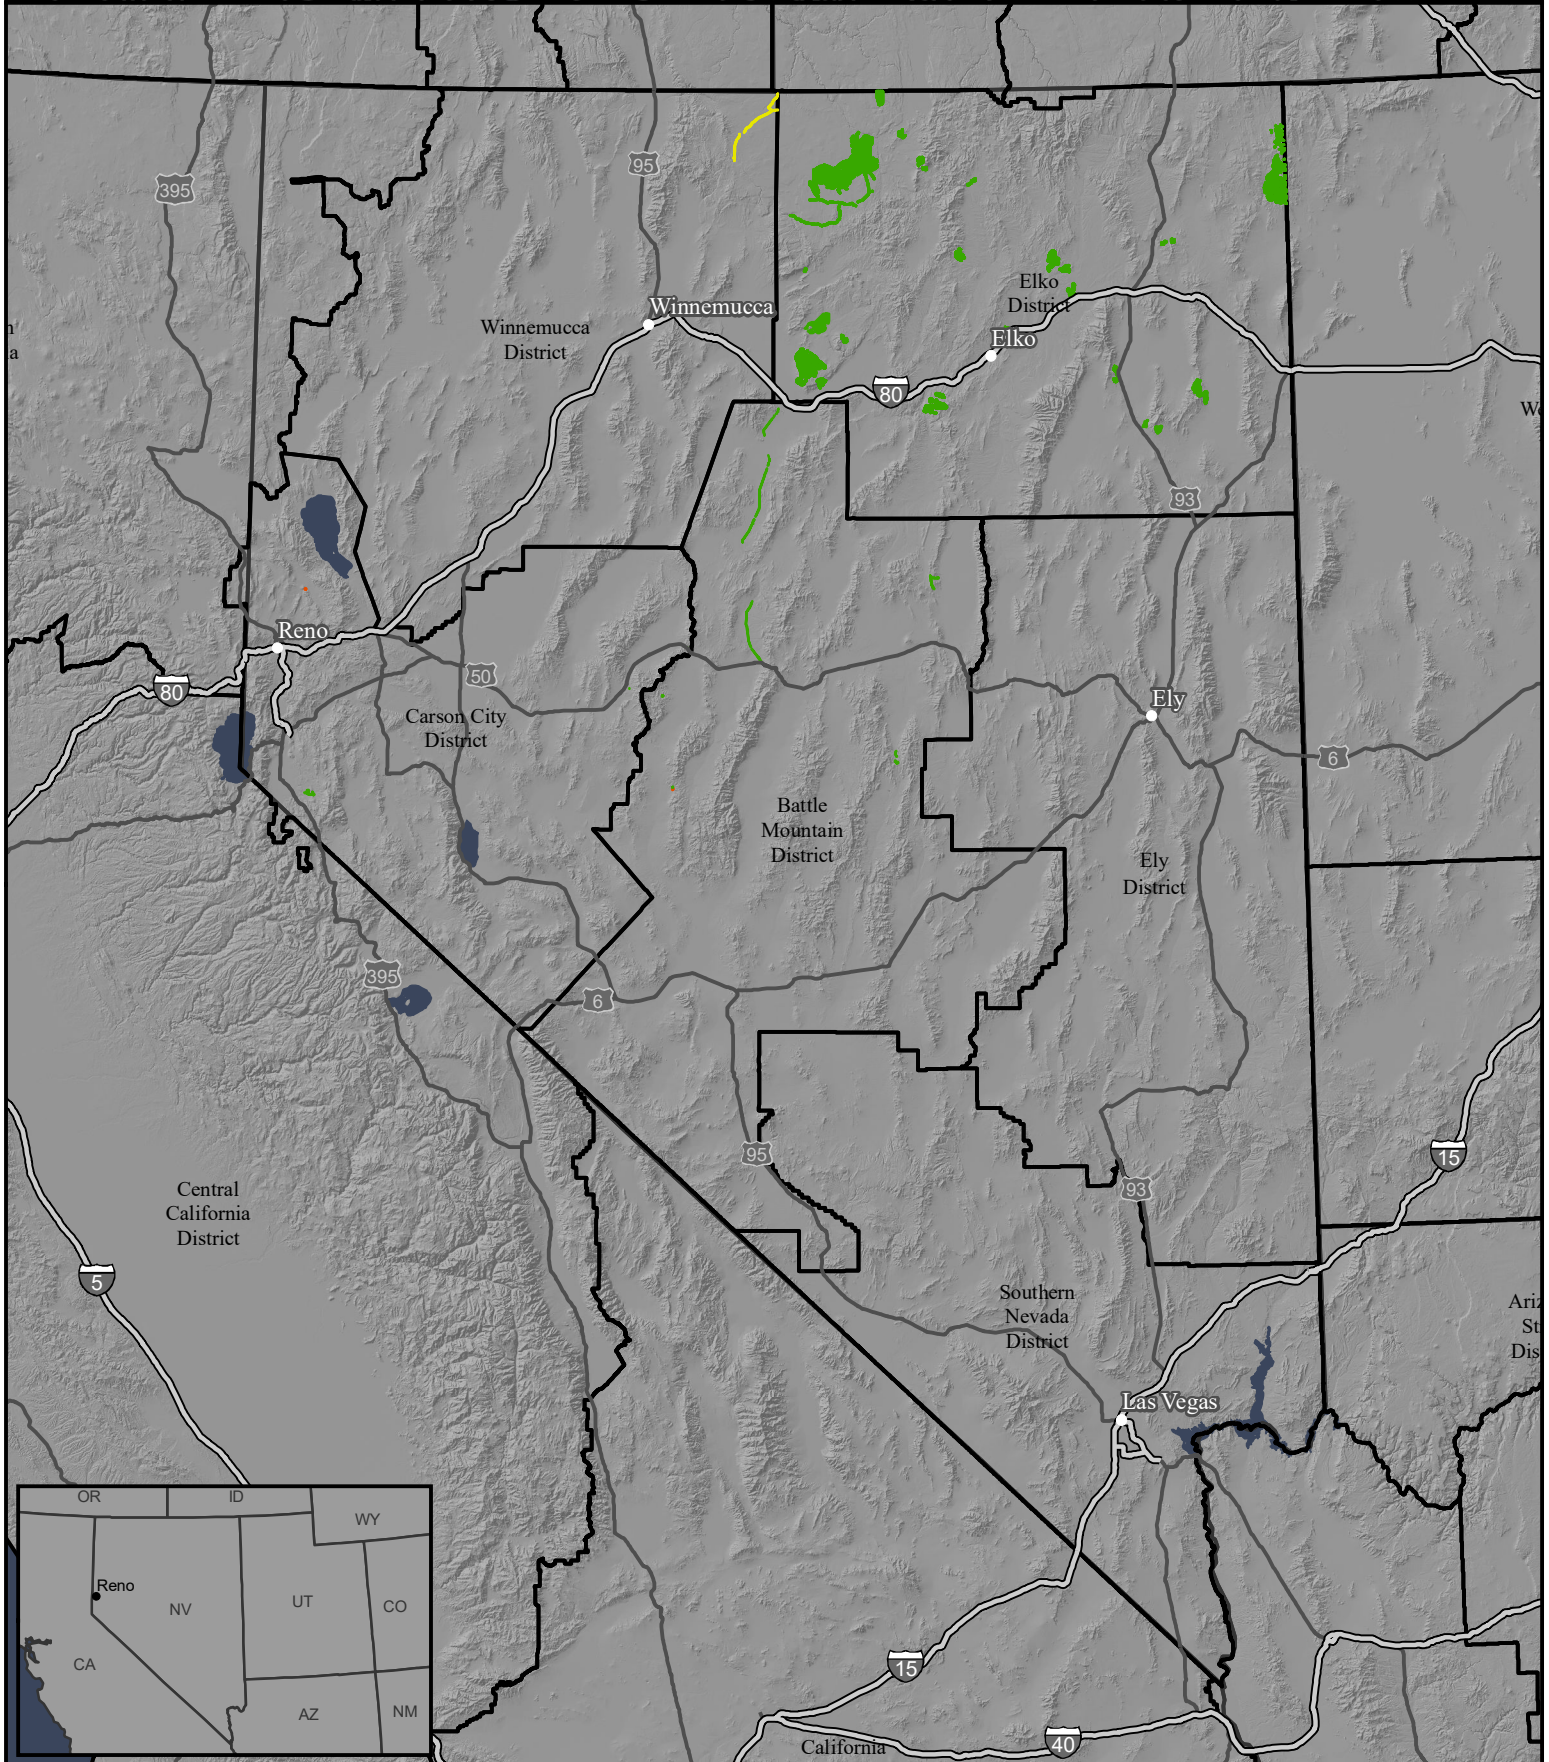 95
395
Winnemucca
Winnemucca
District
Elko
District
Elko
80
93
Reno
80
50
Carson City
District
Ely
6
Battle
Mountain
District
Ely
District
395
6
95
15
93
Central
California
District
5
Southern
Nevada
District
Las Vegas
15
40
California
OR
ID
WY
Reno
NV
UT
CO
CA
AZ
NM